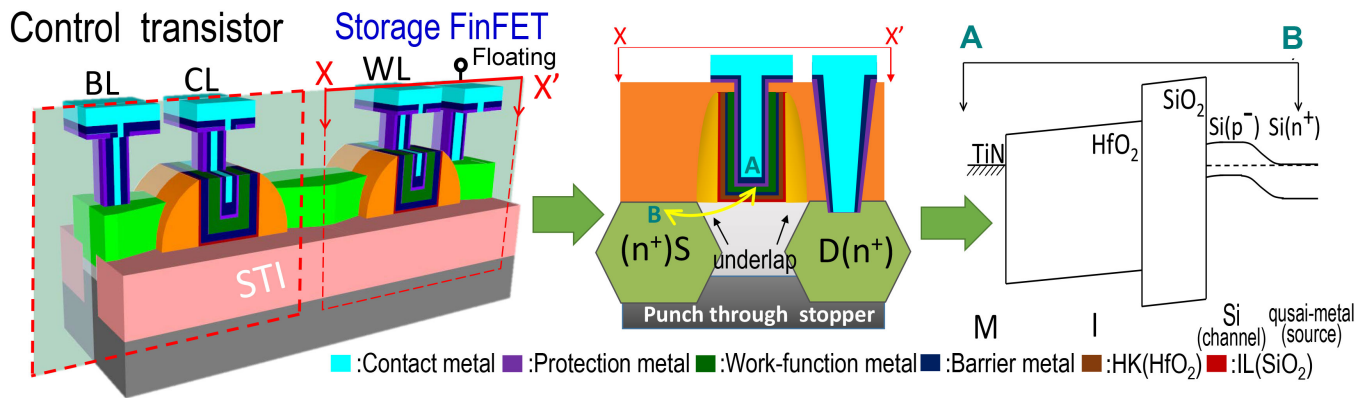 Control transistor
Storage FinFET
BL
CL
WL
Floating
X
X'
STI
X
X'
A
B
(n⁺)S
D(n⁺)
underlap
Punch through stopper
A
B
TiN
HfO₂
SiO₂
Si(p⁻)
Si(n⁺)
M
I
Si
(channel)
qusai-metal
(source)
:Contact metal :Protection metal :Work-function metal :Barrier metal :HK(HfO₂) :IL(SiO₂)